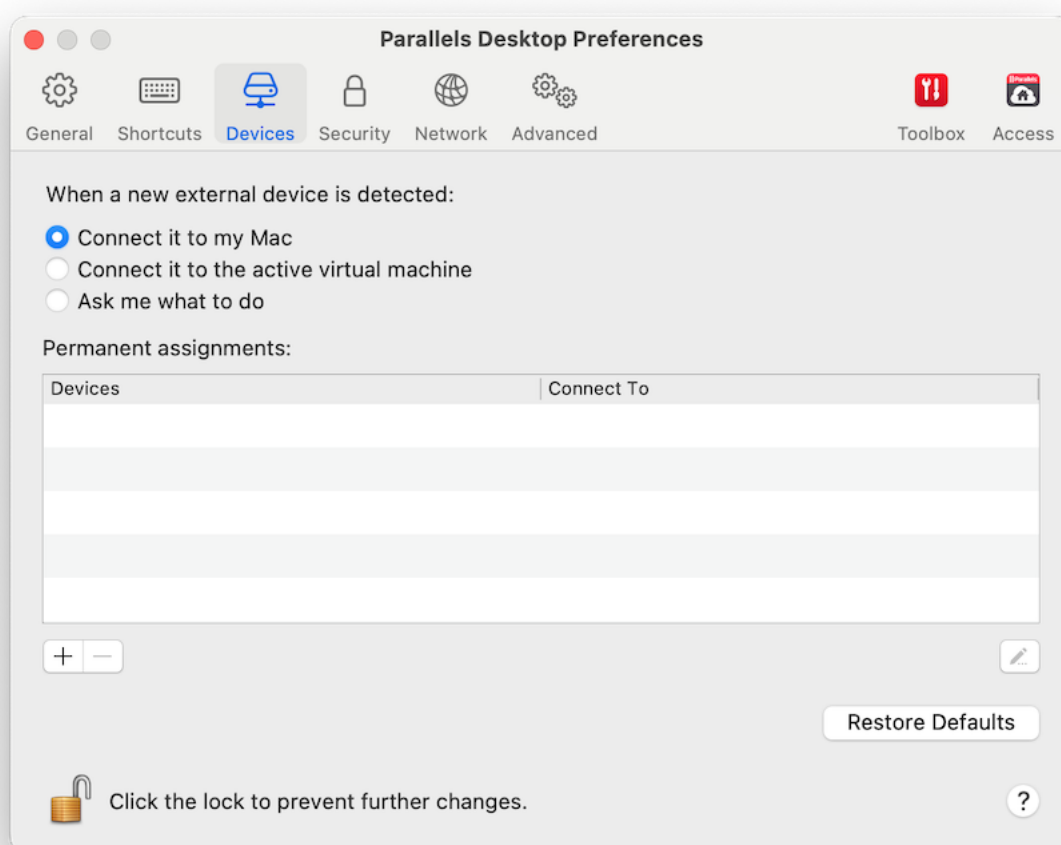 Parallels Desktop Preferences
General Shortcuts Devices Security Network Advanced Toolbox Access
When a new external device is detected:
Connect it to my Mac
Connect it to the active virtual machine
Ask me what to do
Permanent assignments:
Devices Connect To
Restore Defaults
Click the lock to prevent further changes. ?